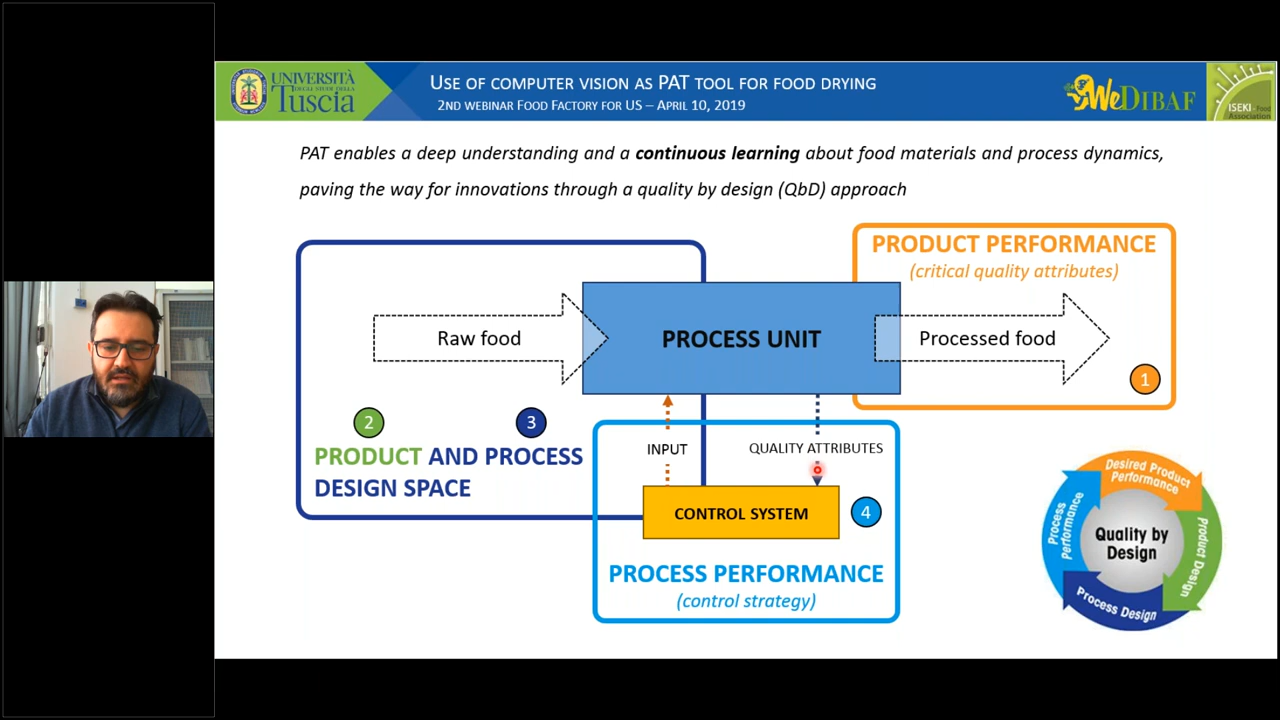 UNIVERSITÀ
DEGLI STUDI DELLA
Tuscia
USE OF COMPUTER VISION AS PAT TOOL FOR FOOD DRYING
2ND WEBINAR FOOD FACTORY FOR US – APRIL 10, 2019
WeDIBAF
ISEKI-Food
Association
PAT enables a deep understanding and a continuous learning about food materials and process dynamics,
paving the way for innovations through a quality by design (QbD) approach
PRODUCT PERFORMANCE
(critical quality attributes)
Raw food
PROCESS UNIT
Processed food
1
2
3
INPUT
QUALITY ATTRIBUTES
PRODUCT AND PROCESS
DESIGN SPACE
CONTROL SYSTEM
4
PROCESS PERFORMANCE
(control strategy)
Desired Product
Performance
Product Design
Process Design
Process
Performance
Quality by
Design